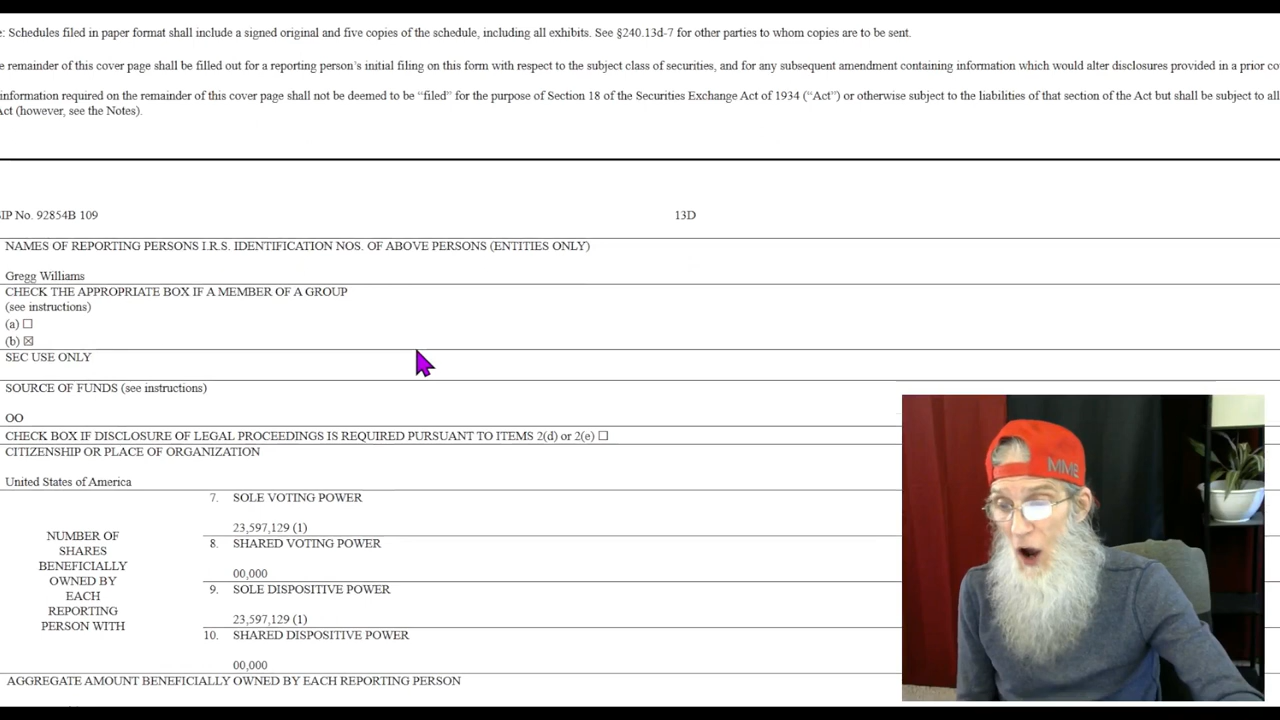 e: Schedules filed in paper format shall include a signed original and five copies of the schedule, including all exhibits. See §240.13d-7 for other parties to whom copies are to be sent.
e remainder of this cover page shall be filled out for a reporting person’s initial filing on this form with respect to the subject class of securities, and for any subsequent amendment containing information which would alter disclosures provided in a prior co
information required on the remainder of this cover page shall not be deemed to be “filed” for the purpose of Section 18 of the Securities Exchange Act of 1934 (“Act”) or otherwise subject to the liabilities of that section of the Act but shall be subject to all
Act (however, see the Notes).
SIP No. 92854B 109
13D
NAMES OF REPORTING PERSONS I.R.S. IDENTIFICATION NOS. OF ABOVE PERSONS (ENTITIES ONLY)
Gregg Williams
CHECK THE APPROPRIATE BOX IF A MEMBER OF A GROUP
(see instructions)
(a) ☐
(b) ☒
SEC USE ONLY
SOURCE OF FUNDS (see instructions)
OO
CHECK BOX IF DISCLOSURE OF LEGAL PROCEEDINGS IS REQUIRED PURSUANT TO ITEMS 2(d) or 2(e) ☐
CITIZENSHIP OR PLACE OF ORGANIZATION
United States of America
NUMBER OF
SHARES
BENEFICIALLY
OWNED BY
EACH
REPORTING
PERSON WITH
7. SOLE VOTING POWER
23,597,129 (1)
8. SHARED VOTING POWER
00,000
9. SOLE DISPOSITIVE POWER
23,597,129 (1)
10. SHARED DISPOSITIVE POWER
00,000
AGGREGATE AMOUNT BENEFICIALLY OWNED BY EACH REPORTING PERSON